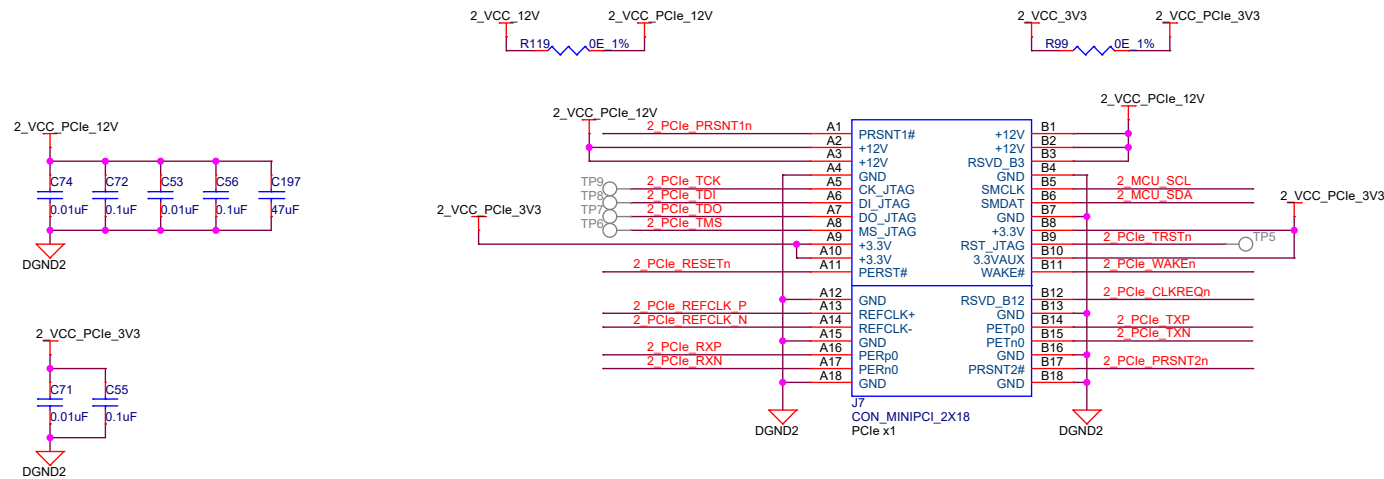 2_VCC_12V 2_VCC_PCIe_12V
R119 0E_1%
2_VCC_3V3 2_VCC_PCIe_3V3
R99 0E_1%
2_VCC_PCIe_12V
C74 C72 C53 C56 C197
0.01uF 0.1uF 0.01uF 0.1uF 47uF
DGND2
2_VCC_PCIe_3V3
C71 C55
0.01uF 0.1uF
DGND2
2_VCC_PCIe_12V 2_VCC_PCIe_12V
2_PCIe_PRSNT1n A1 PRSNT1# +12V B1
A2 +12V +12V B2
A3 +12V RSVD_B3 B3
A4 GND GND B4
TP9 2_PCIe_TCK A5 CK_JTAG SMCLK B5 2_MCU_SCL
TP8 2_PCIe_TDI A6 DI_JTAG SMDAT B6 2_MCU_SDA
TP7 2_PCIe_TDO A7 DO_JTAG GND B7
2_VCC_PCIe_3V3 TP6 2_PCIe_TMS A8 MS_JTAG +3.3V B8 2_VCC_PCIe_3V3
A9 +3.3V RST_JTAG B9 2_PCIe_TRSTn TP5
A10 +3.3V 3.3VAUX B10
2_PCIe_RESETn A11 PERST# WAKE# B11 2_PCIe_WAKEn
A12 GND RSVD_B12 B12 2_PCIe_CLKREQn
2_PCIe_REFCLK_P A13 REFCLK+ GND B13
2_PCIe_REFCLK_N A14 REFCLK- PETp0 B14 2_PCIe_TXP
A15 GND PETn0 B15 2_PCIe_TXN
2_PCIe_RXP A16 PERp0 GND B16
2_PCIe_RXN A17 PERn0 PRSNT2# B17 2_PCIe_PRSNT2n
A18 GND GND B18
J7
CON_MINIPCI_2X18
PCIe x1
DGND2 DGND2